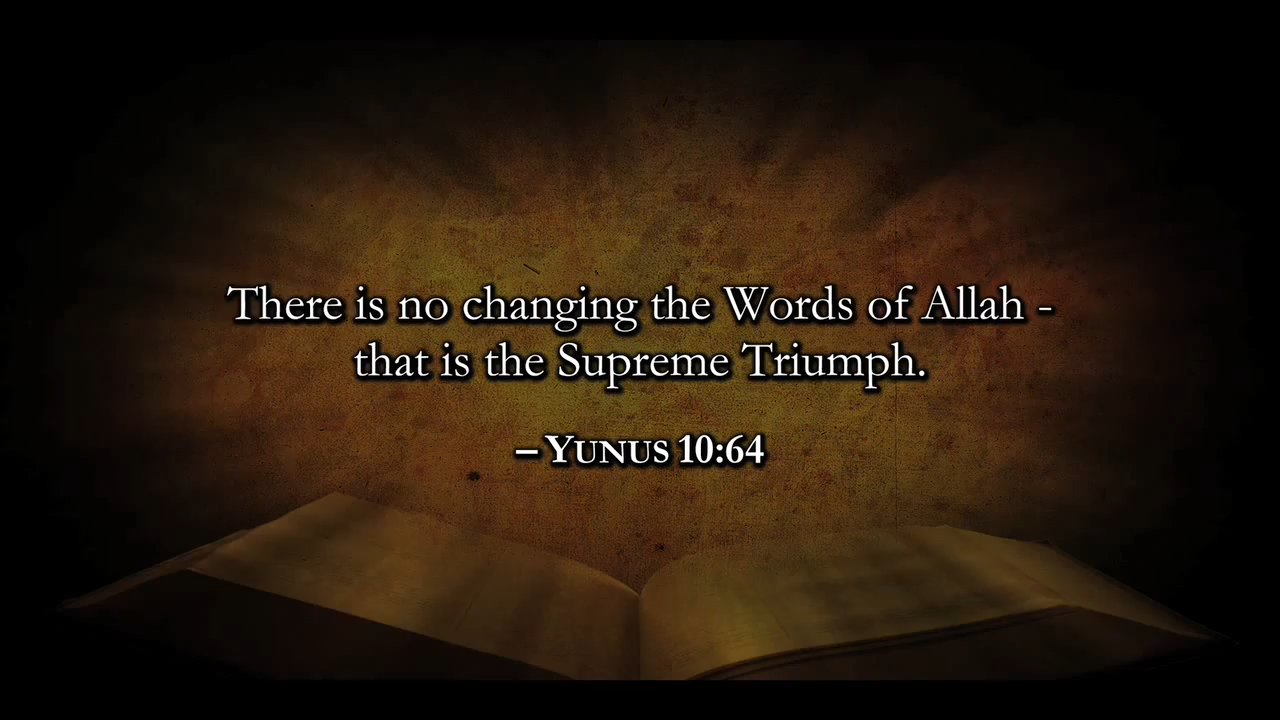 There is no changing the Words of Allah -
that is the Supreme Triumph.
– YUNUS 10:64